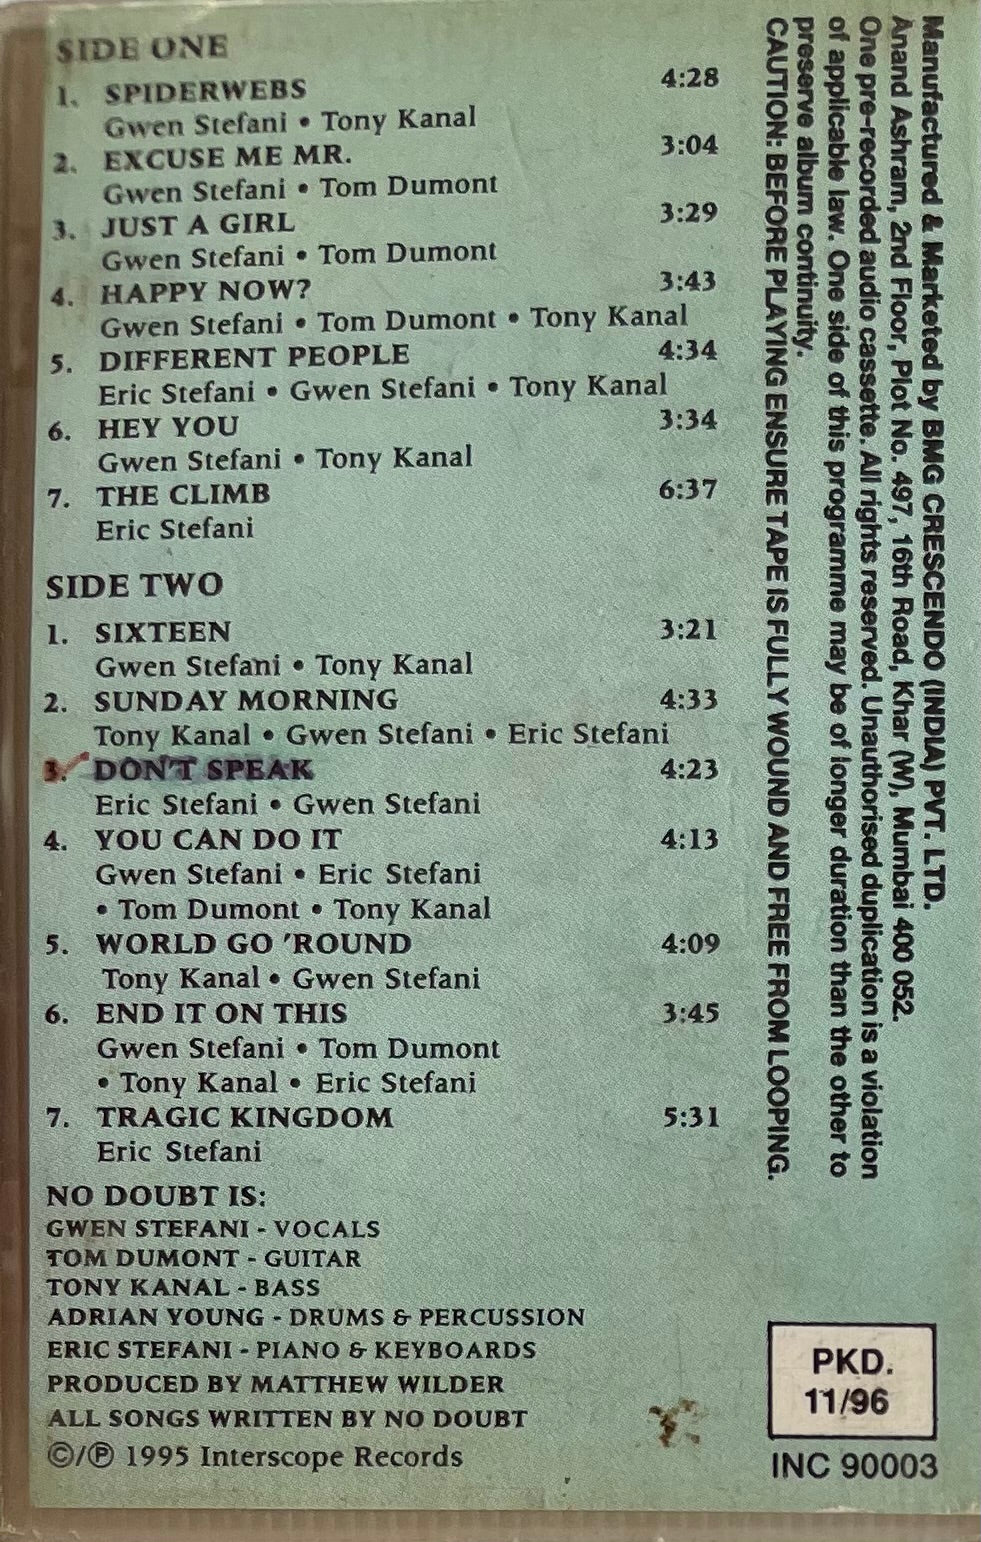 SIDE ONE
1. SPIDERWEBS 4:28
Gwen Stefani • Tony Kanal
2. EXCUSE ME MR. 3:04
Gwen Stefani • Tom Dumont
3. JUST A GIRL 3:29
Gwen Stefani • Tom Dumont
4. HAPPY NOW? 3:43
Gwen Stefani • Tom Dumont • Tony Kanal
5. DIFFERENT PEOPLE 4:34
Eric Stefani • Gwen Stefani • Tony Kanal
6. HEY YOU 3:34
Gwen Stefani • Tony Kanal
7. THE CLIMB 6:37
Eric Stefani
SIDE TWO
1. SIXTEEN 3:21
Gwen Stefani • Tony Kanal
2. SUNDAY MORNING 4:33
Tony Kanal • Gwen Stefani • Eric Stefani
3. DON'T SPEAK 4:23
Eric Stefani • Gwen Stefani
4. YOU CAN DO IT 4:13
Gwen Stefani • Eric Stefani
• Tom Dumont • Tony Kanal
5. WORLD GO 'ROUND 4:09
Tony Kanal • Gwen Stefani
6. END IT ON THIS 3:45
Gwen Stefani • Tom Dumont
• Tony Kanal • Eric Stefani
7. TRAGIC KINGDOM 5:31
Eric Stefani
NO DOUBT IS:
GWEN STEFANI - VOCALS
TOM DUMONT - GUITAR
TONY KANAL - BASS
ADRIAN YOUNG - DRUMS & PERCUSSION
ERIC STEFANI - PIANO & KEYBOARDS
PRODUCED BY MATTHEW WILDER
ALL SONGS WRITTEN BY NO DOUBT
©/℗ 1995 Interscope Records
Manufactured & Marketed by BMG CRESCENDO (INDIA) PVT. LTD.
Anand Ashram, 2nd Floor, Plot No. 497, 16th Road, Khar (W), Mumbai 400 052.
One pre-recorded audio cassette. All rights reserved. Unauthorised duplication is a violation
of applicable law. One side of this programme may be of longer duration than the other to
preserve album continuity.
CAUTION: BEFORE PLAYING ENSURE TAPE IS FULLY WOUND AND FREE FROM LOOPING.
PKD.
11/96
INC 90003